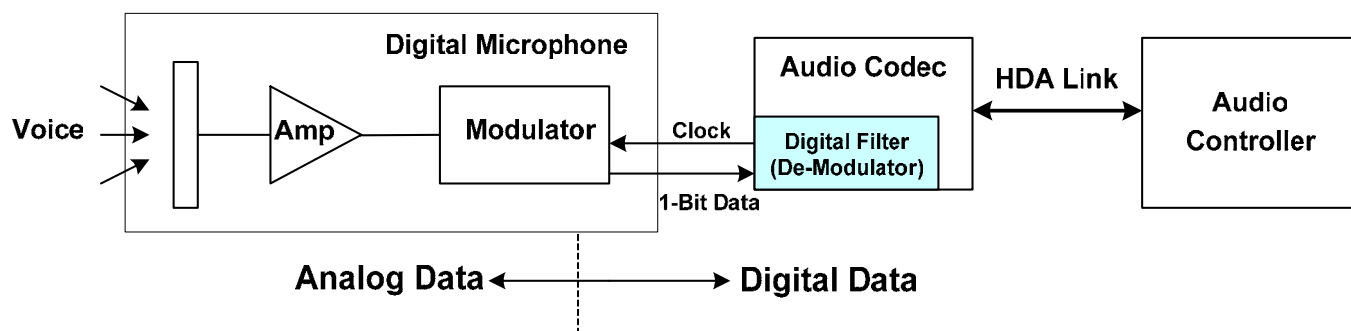 Digital Microphone
Voice
Amp
Modulator
Clock
1-Bit Data
Audio Codec
Digital Filter
(De-Modulator)
HDA Link
Audio
Controller
Analog Data
Digital Data